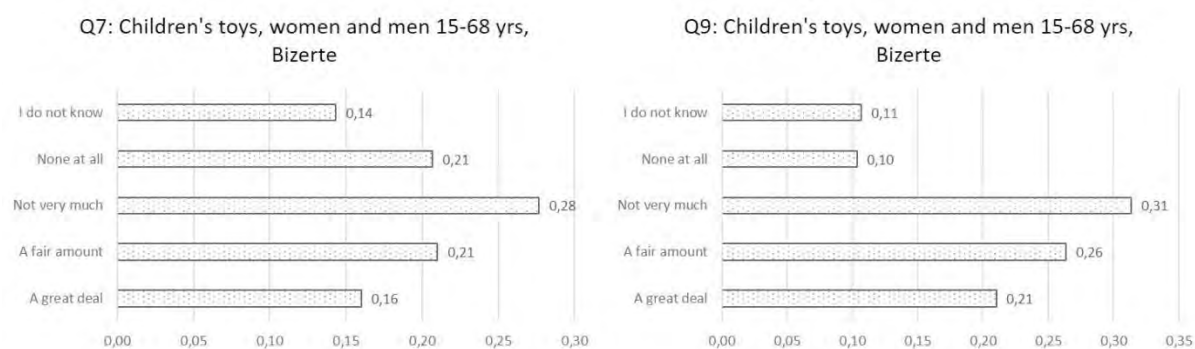 Q7: Children's toys, women and men 15-68 yrs,
Bizerte
I do not know
0,14
None at all
0,21
Not very much
0,28
A fair amount
0,21
A great deal
0,16
0,00 0,05 0,10 0,15 0,20 0,25 0,30
Q9: Children's toys, women and men 15-68 yrs,
Bizerte
I do not know
0,11
None at all
0,10
Not very much
0,31
A fair amount
0,26
A great deal
0,21
0,00 0,05 0,10 0,15 0,20 0,25 0,30 0,35